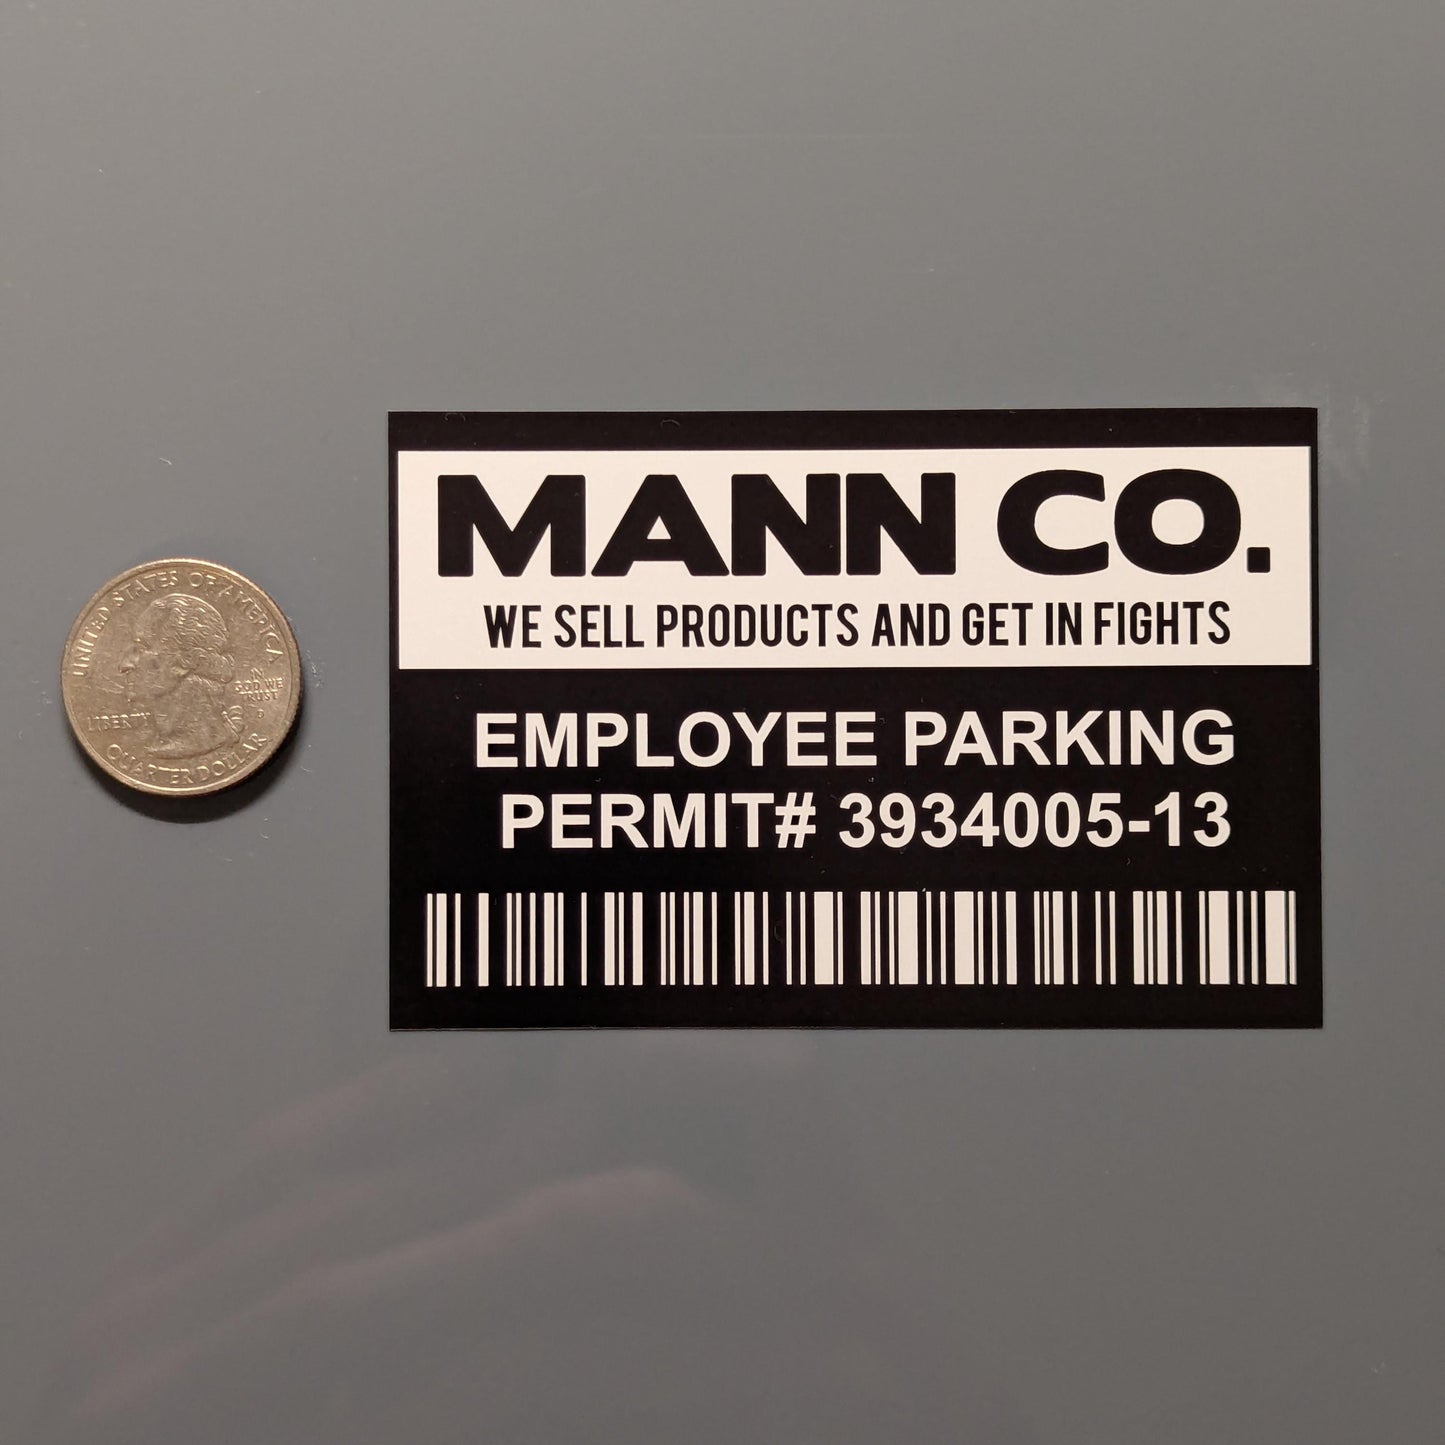 UNITED STATES OF AMERICA
LIBERTY
IN
GOD WE
TRUST
QUARTER DOLLAR
MANN CO.
WE SELL PRODUCTS AND GET IN FIGHTS
EMPLOYEE PARKING
PERMIT# 3934005-13